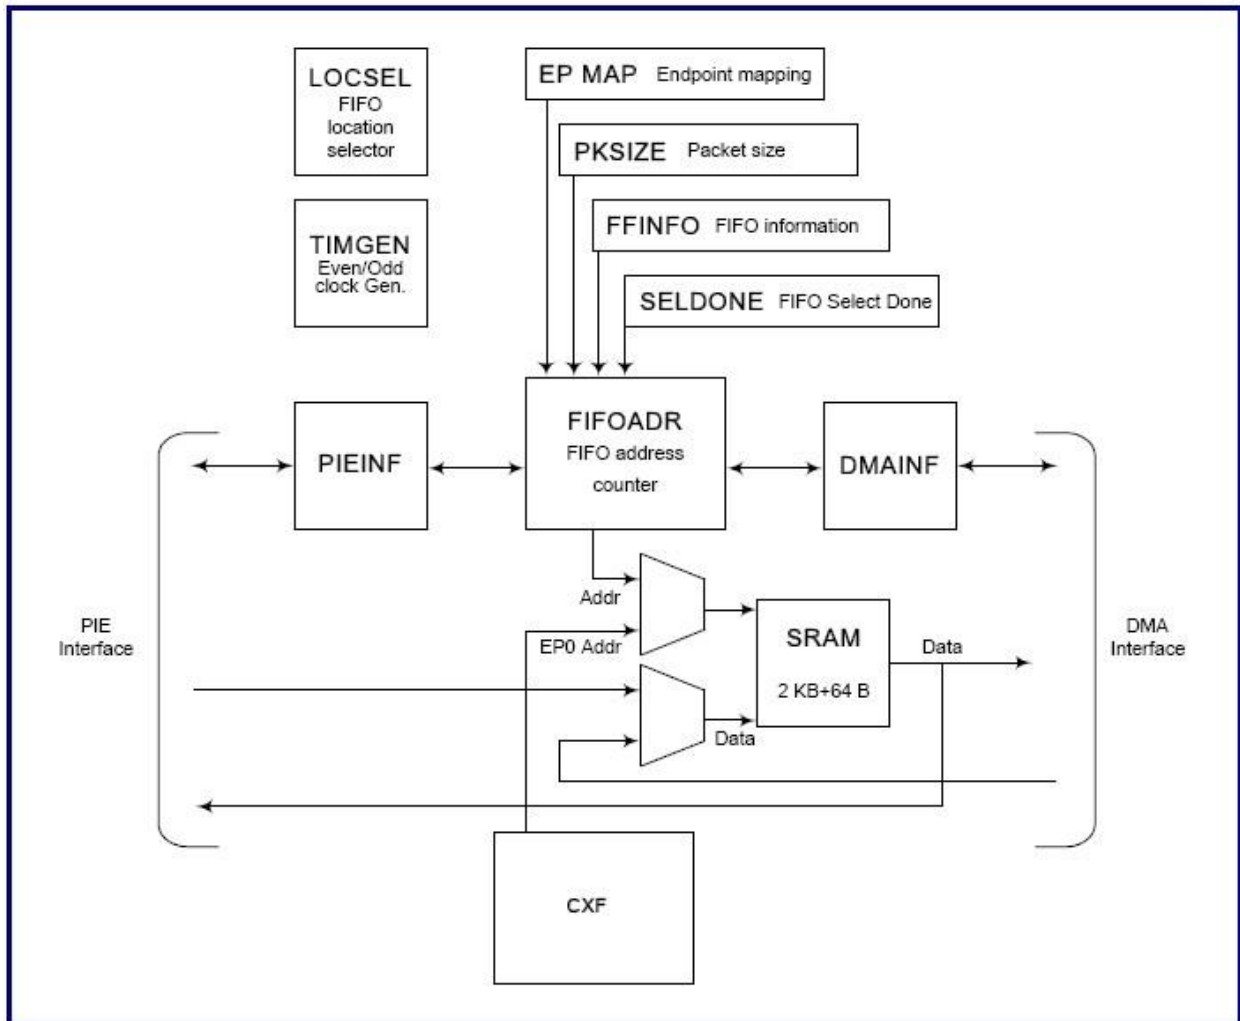 LOCSEL
FIFO
location
selector
EP MAP Endpoint mapping
PKSIZE Packet size
TIMGEN
Even/Odd
clock Gen.
FFINFO FIFO information
SELDONE FIFO Select Done
PIEINF
FIFOADR
FIFO address
counter
DMAINF
Addr
EP0 Addr
PIE
Interface
SRAM
2 KB+64 B
Data
Data
DMA
Interface
CXF